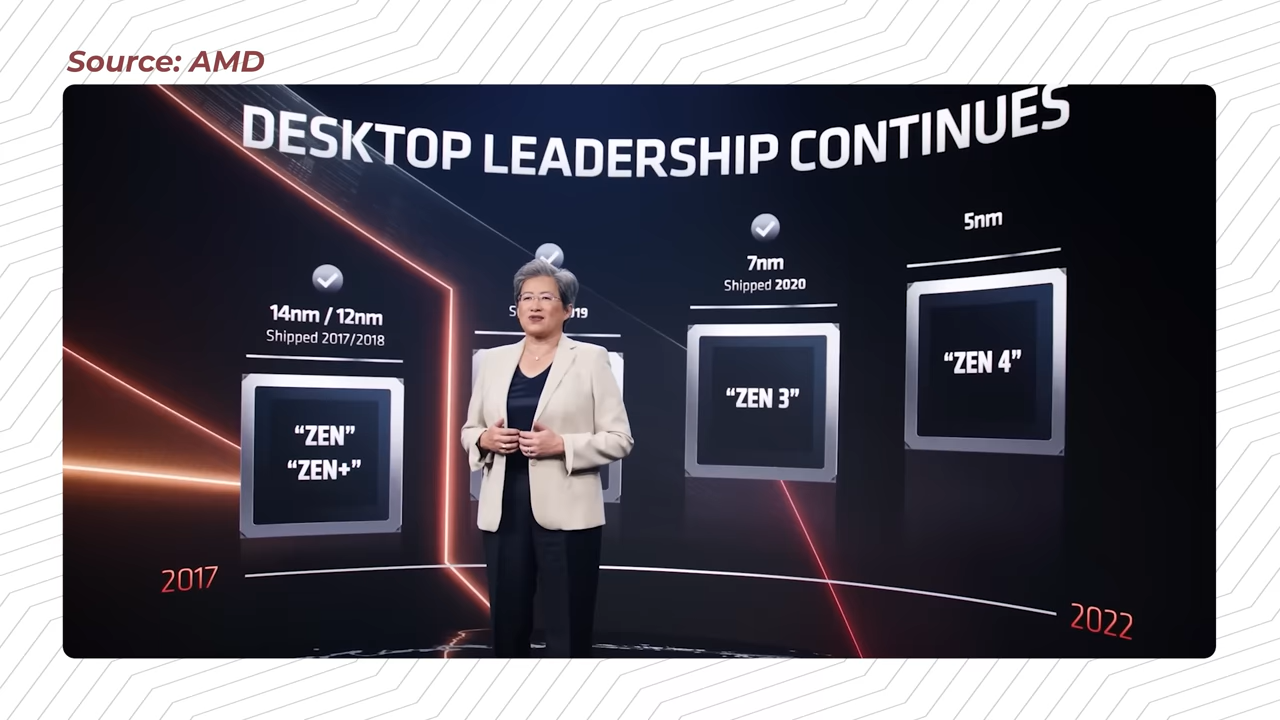 Source: AMD
DESKTOP LEADERSHIP CONTINUES
14nm / 12nm
Shipped 2017/2018
“ZEN”
“ZEN+”
7nm
Shipped 2020
“ZEN 3”
5nm
“ZEN 4”
2017
2022